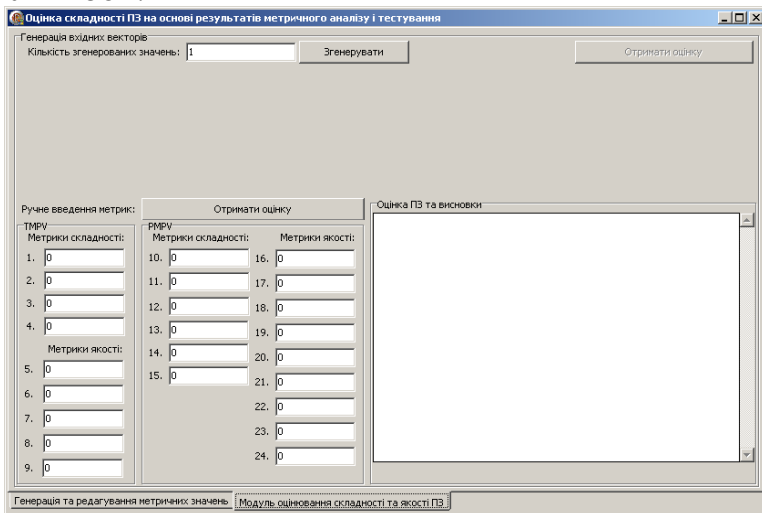 Оцінка складності ПЗ на основі результатів метричного аналізу і тестування
Генерація вхідних векторів
Кількість згенерованих значень: 1 Згенерувати Отримати оцінку
Ручне введення метрик: Отримати оцінку
Оцінка ПЗ та висновки
TMPV
Метрики складності:
1. 0
2. 0
3. 0
4. 0
Метрики якості:
5. 0
6. 0
7. 0
8. 0
9. 0
PMPV
Метрики складності:
10. 0
11. 0
12. 0
13. 0
14. 0
15. 0
Метрики якості:
16. 0
17. 0
18. 0
19. 0
20. 0
21. 0
22. 0
23. 0
24. 0
Генерація та редагування метричних значень Модуль оцінювання складності та якості ПЗ